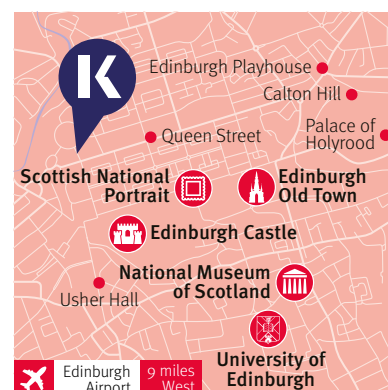 K
Edinburgh Playhouse
Calton Hill
Palace of
Holyrood
Queen Street
Scottish National
Portrait
Edinburgh
Old Town
Edinburgh Castle
National Museum
of Scotland
Usher Hall
University of
Edinburgh
Edinburgh
Airport
9 miles
West